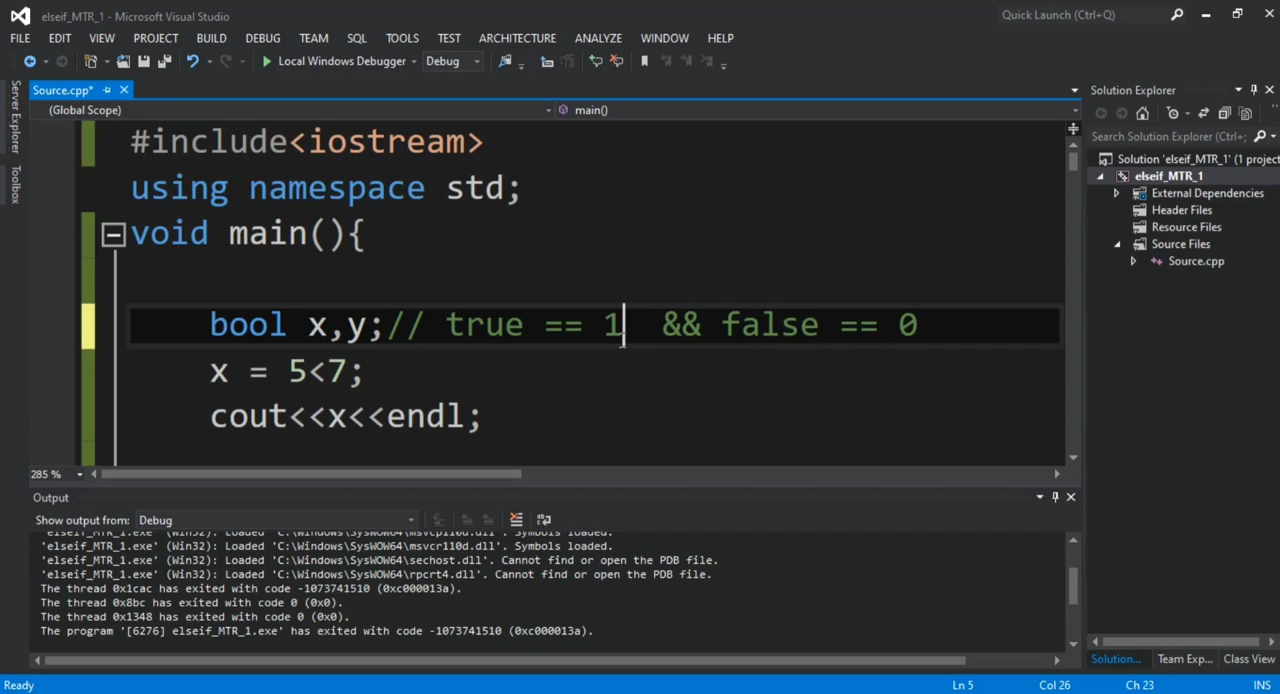 elseif_MTR_1 - Microsoft Visual Studio
Quick Launch (Ctrl+Q)
FILE EDIT VIEW PROJECT BUILD DEBUG TEAM SQL TOOLS TEST ARCHITECTURE ANALYZE WINDOW HELP
Local Windows Debugger Debug
Server Explorer
Toolbox
Source.cpp*
(Global Scope) main()
#include<iostream>
using namespace std;
void main(){
bool x,y;// true == 1  && false == 0
x = 5<7;
cout<<x<<endl;
285 %
Solution Explorer
Search Solution Explorer (Ctrl+;
Solution 'elseif_MTR_1' (1 project
elseif_MTR_1
External Dependencies
Header Files
Resource Files
Source Files
Source.cpp
Output
Show output from: Debug
'elseif_MTR_1.exe' (Win32): Loaded 'C:\Windows\SysWOW64\msvcp110d.dll'. Symbols loaded.
'elseif_MTR_1.exe' (Win32): Loaded 'C:\Windows\SysWOW64\msvcr110d.dll'. Symbols loaded.
'elseif_MTR_1.exe' (Win32): Loaded 'C:\Windows\SysWOW64\sechost.dll'. Cannot find or open the PDB file.
'elseif_MTR_1.exe' (Win32): Loaded 'C:\Windows\SysWOW64\rpcrt4.dll'. Cannot find or open the PDB file.
The thread 0x1cac has exited with code -1073741510 (0xc000013a).
The thread 0x8bc has exited with code 0 (0x0).
The thread 0x1348 has exited with code 0 (0x0).
The program '[6276] elseif_MTR_1.exe' has exited with code -1073741510 (0xc000013a).
Solution... Team Exp... Class View
Ready Ln 5 Col 26 Ch 23 INS